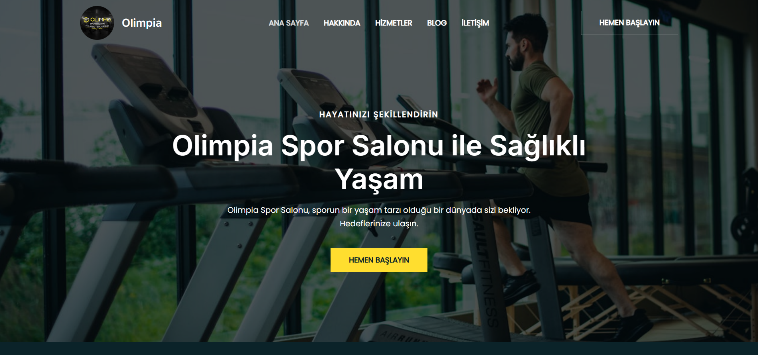 Olimpia
ANA SAYFA HAKKINDA HİZMETLER BLOG İLETİŞİM
HEMEN BAŞLAYIN
HAYATINIZI ŞEKİLLENDİRİN
Olimpia Spor Salonu ile Sağlıklı
Yaşam
Olimpia Spor Salonu, sporun bir yaşam tarzı olduğu bir dünyada sizi bekliyor.
Hedeflerinize ulaşın.
HEMEN BAŞLAYIN